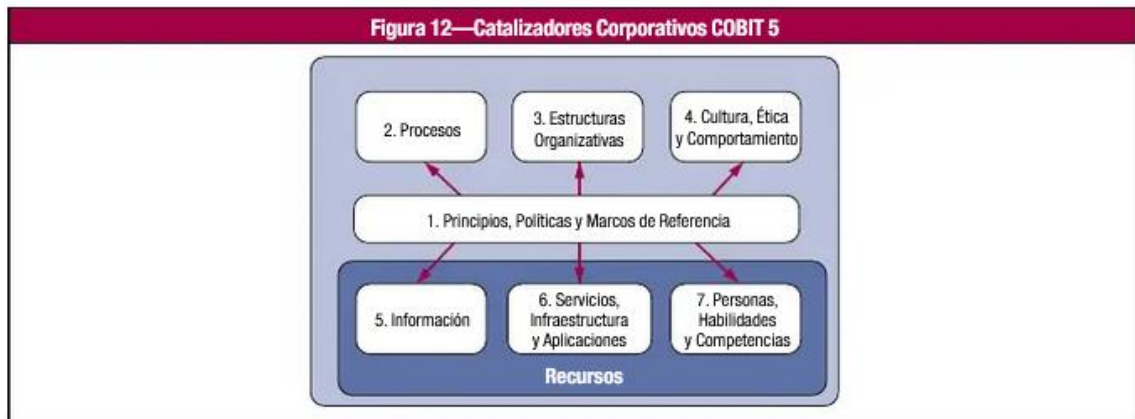 Figura 12—Catalizadores Corporativos COBIT 5
2. Procesos
3. Estructuras
Organizativas
4. Cultura, Ética
y Comportamiento
1. Principios, Políticas y Marcos de Referencia
5. Información
6. Servicios,
Infraestructura
y Aplicaciones
7. Personas,
Habilidades
y Competencias
Recursos